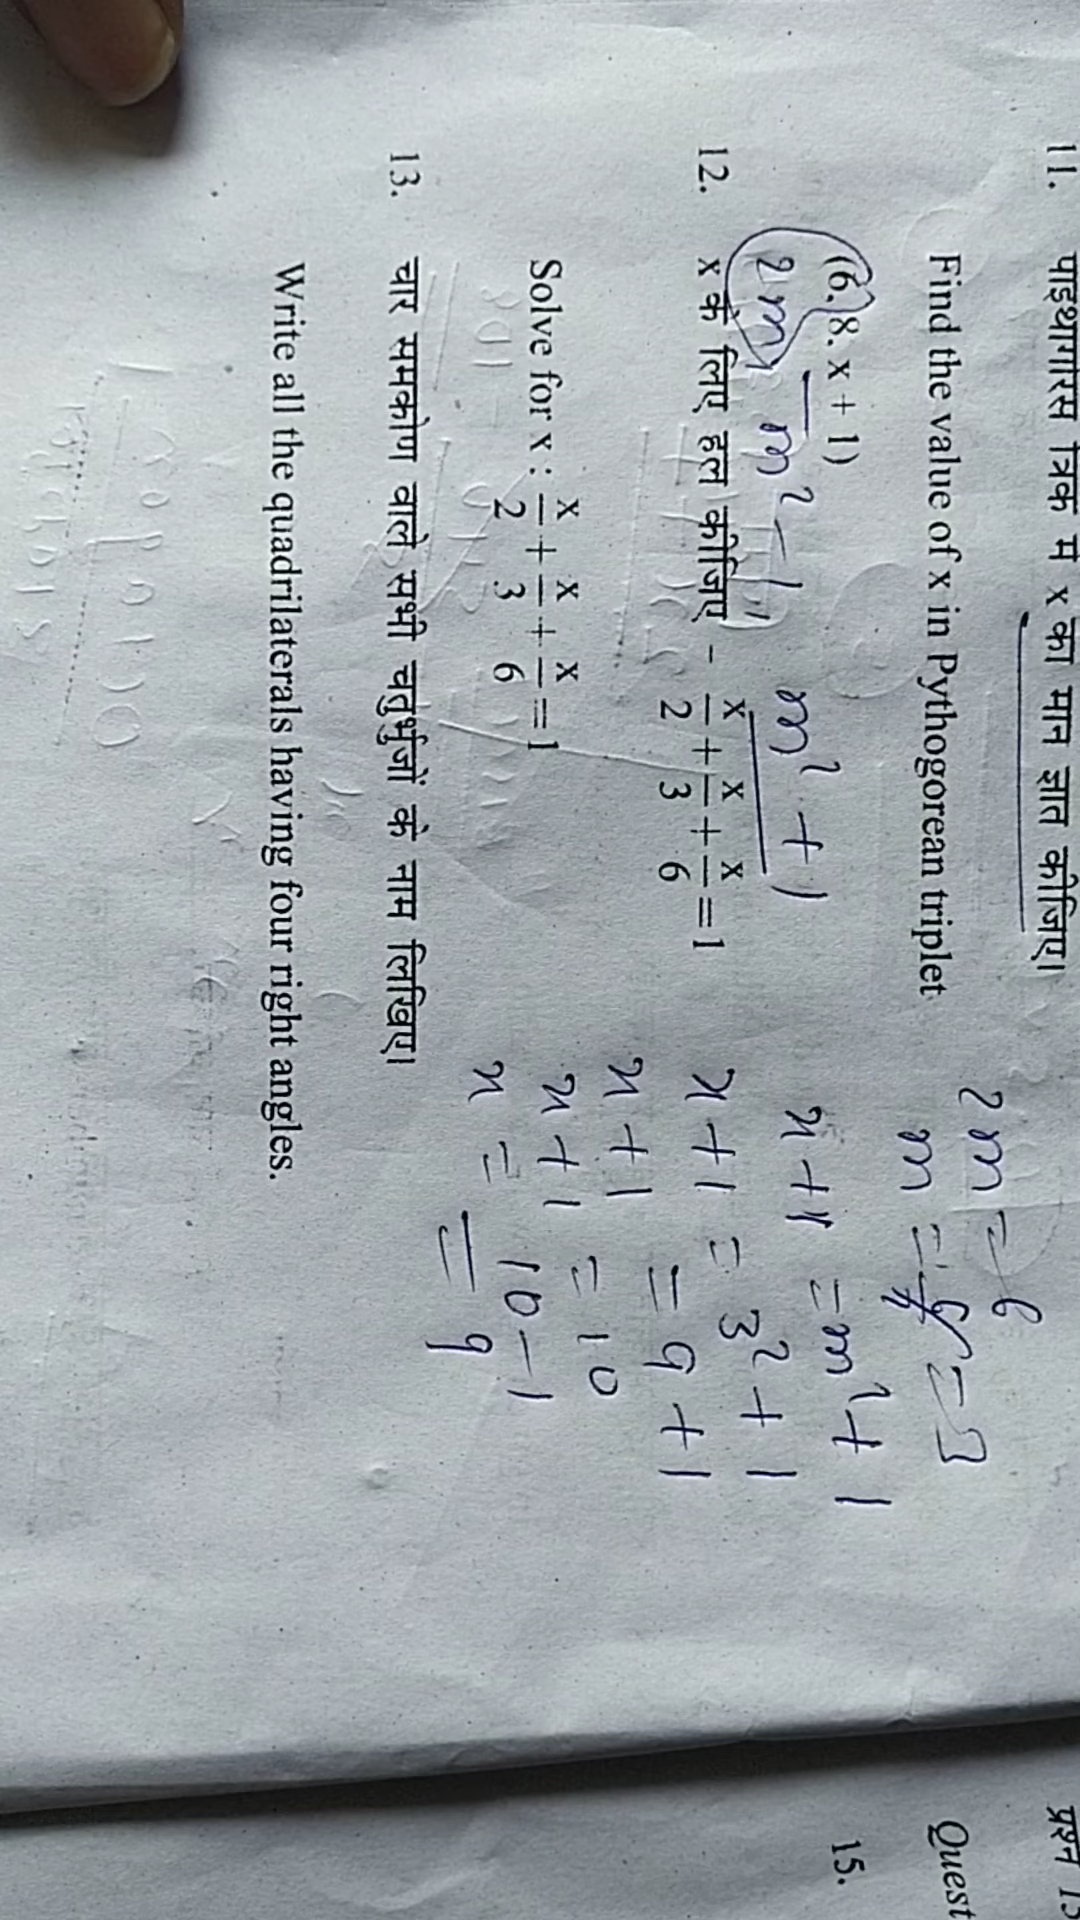 11. पाइथागोरस त्रिक में x का मान ज्ञात कीजिए।
Find the value of x in Pythogorean triplet
(6, 8, x + 1)
2m, m² - 1, m² + 1
2m = 6
m = 6/2 = 3
x + 1 = m² + 1
x + 1 = 3² + 1
x + 1 = 9 + 1
x + 1 = 10
x = 10 - 1
= 9
12. x के लिए हल कीजिए - x/2 + x/3 + x/6 = 1
Solve for x : x/2 + x/3 + x/6 = 1
13. चार समकोण वाले सभी चतुर्भुजों के नाम लिखिए।
Write all the quadrilaterals having four right angles.
प्रश्न 15
Quest
15.